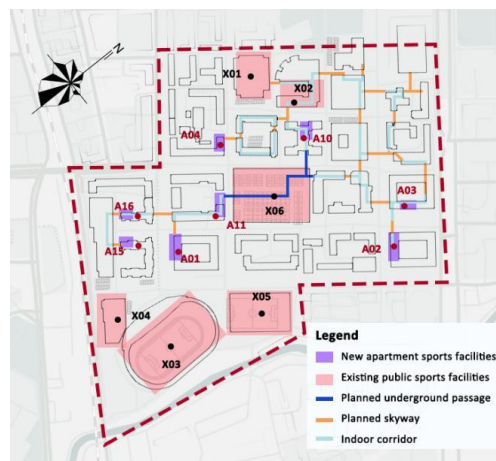 N
X01
X02
A04
A10
A03
A16
X06
A11
A15
A01
A02
X04
X05
X03
Legend
New apartment sports facilities
Existing public sports facilities
Planned underground passage
Planned skyway
Indoor corridor